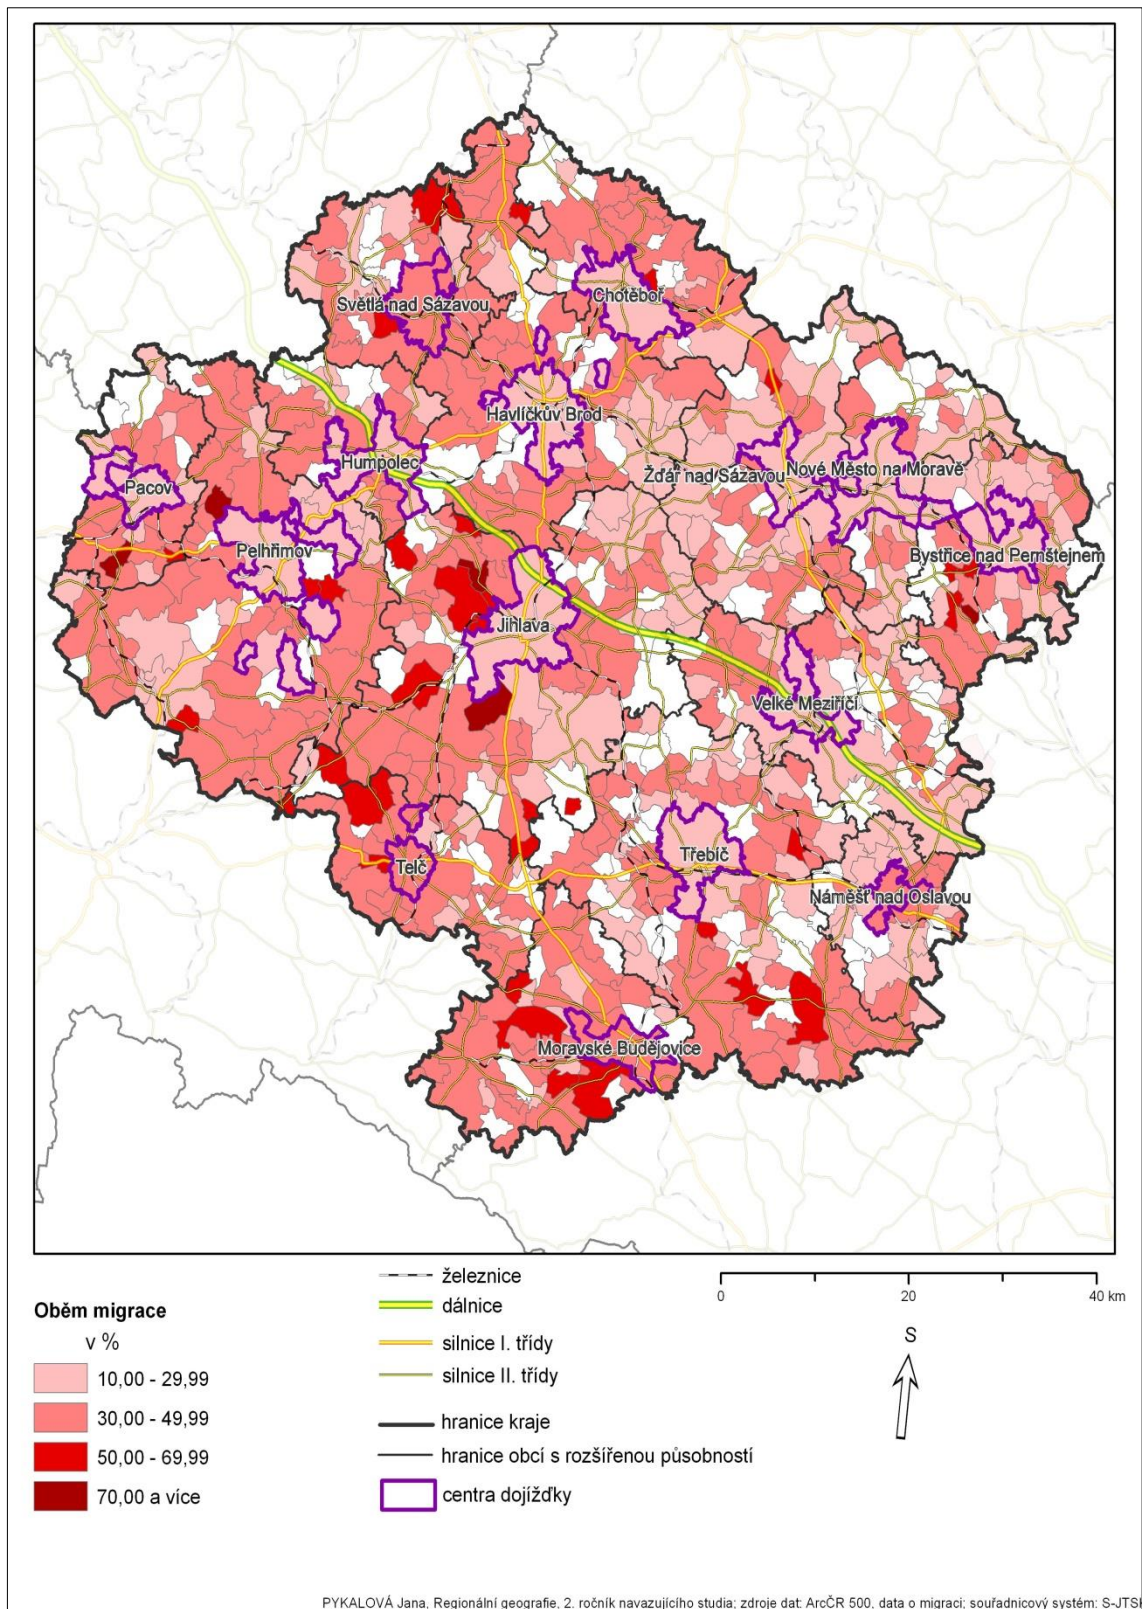 Chotěboř
Světlá nad Sázavou
Havlíčkův Brod
Humpolec
Žďár nad Sázavou
Nové Město na Moravě
Pacov
Pelhřimov
Bystřice nad Pernštejnem
Jihlava
Velké Meziříčí
Telč
Třebíč
Náměšť nad Oslavou
Moravské Budějovice
železnice
dálnice
silnice I. třídy
silnice II. třídy
hranice kraje
hranice obcí s rozšířenou působností
centra dojížďky
0 20 40 km
S
Oběm migrace
v %
10,00 - 29,99
30,00 - 49,99
50,00 - 69,99
70,00 a více
PYKALOVÁ Jana, Regionální geografie, 2. ročník navazujícího studia; zdroje dat: ArcČR 500, data o migraci; souřadnicový systém: S-JTS